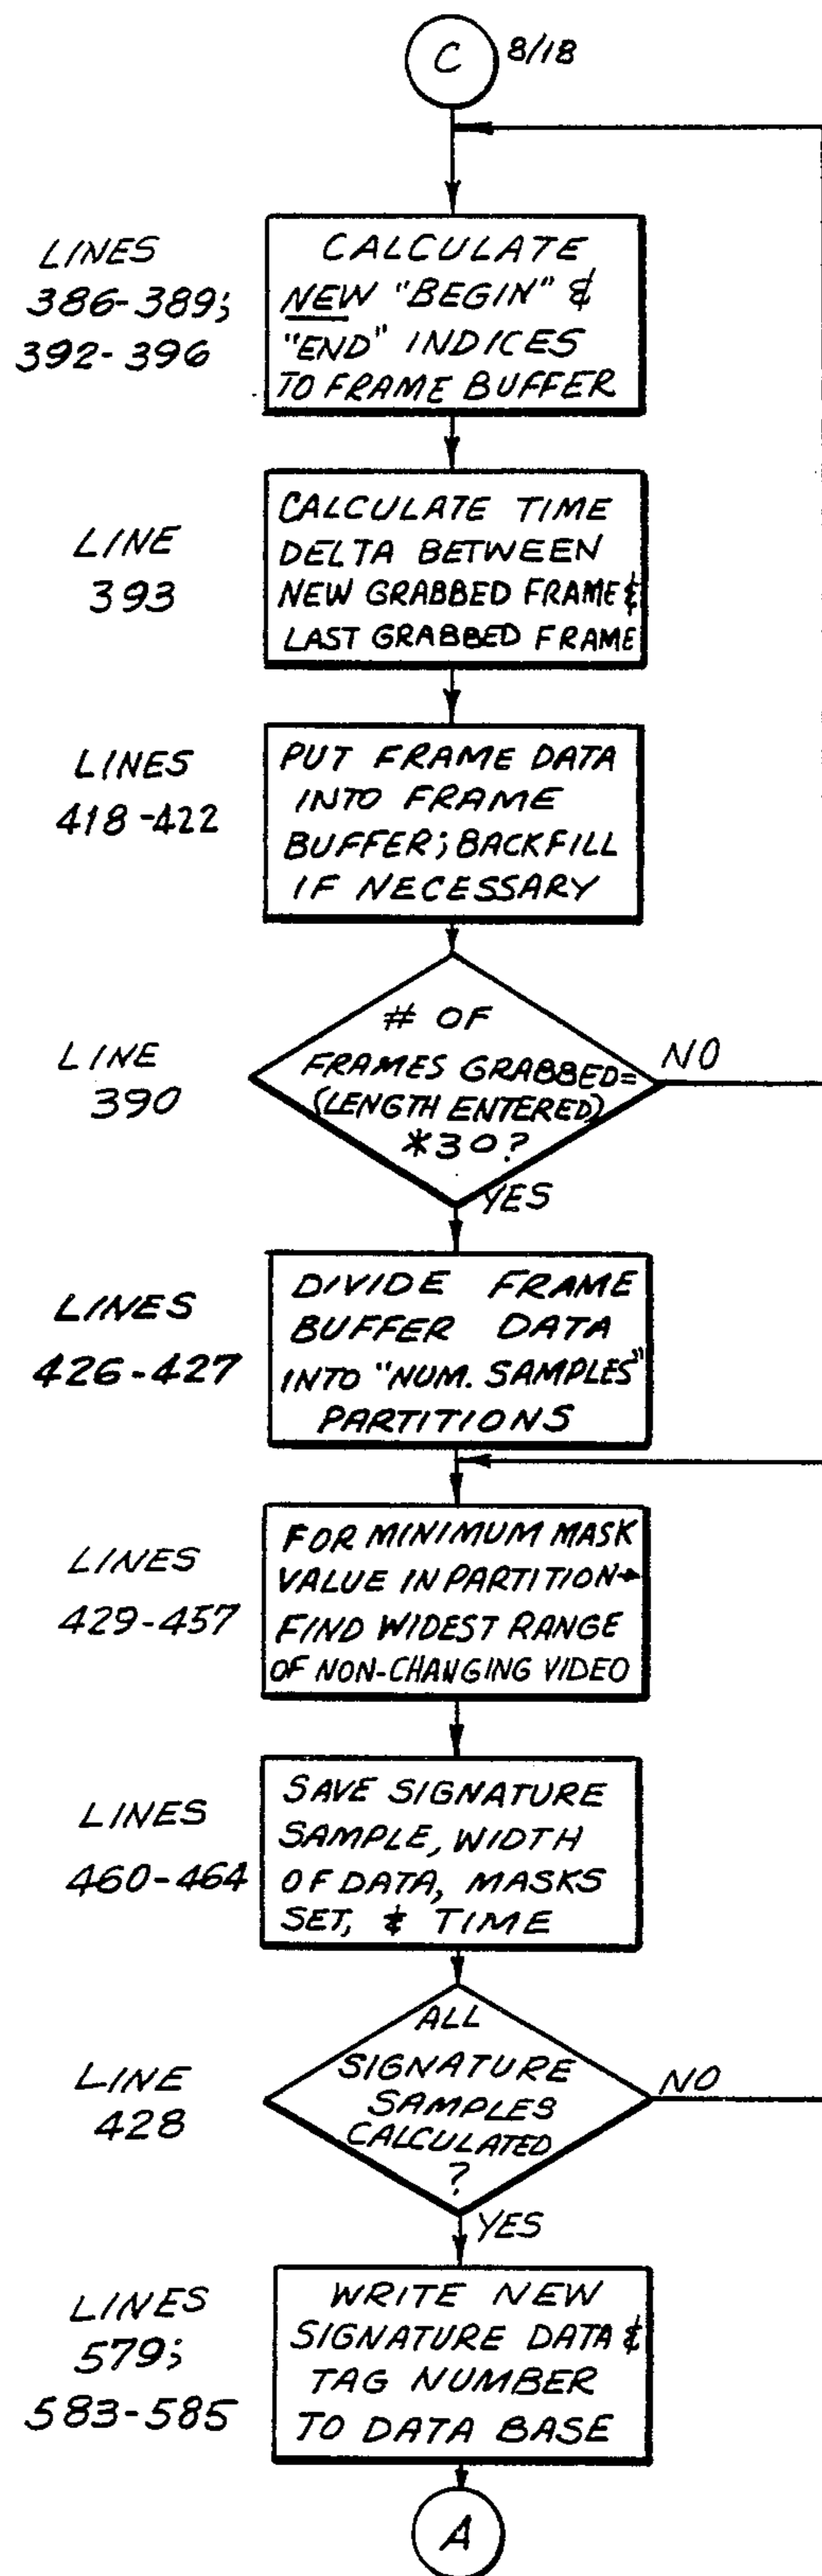 C 8/18
LINES
386-389;
392-396
CALCULATE
NEW "BEGIN" &
"END" INDICES
TO FRAME BUFFER
LINE
393
CALCULATE TIME
DELTA BETWEEN
NEW GRABBED FRAME &
LAST GRABBED FRAME
LINES
418-422
PUT FRAME DATA
INTO FRAME
BUFFER; BACKFILL
IF NECESSARY
LINE
390
# OF
FRAMES GRABBED=
(LENGTH ENTERED)
*30?
NO
YES
LINES
426-427
DIVIDE FRAME
BUFFER DATA
INTO "NUM. SAMPLES"
PARTITIONS
LINES
429-457
FOR MINIMUM MASK
VALUE IN PARTITION→
FIND WIDEST RANGE
OF NON-CHANGING VIDEO
LINES
460-464
SAVE SIGNATURE
SAMPLE, WIDTH
OF DATA, MASKS
SET, & TIME
LINE
428
ALL
SIGNATURE
SAMPLES
CALCULATED
?
NO
YES
LINES
579;
583-585
WRITE NEW
SIGNATURE DATA &
TAG NUMBER
TO DATA BASE
A